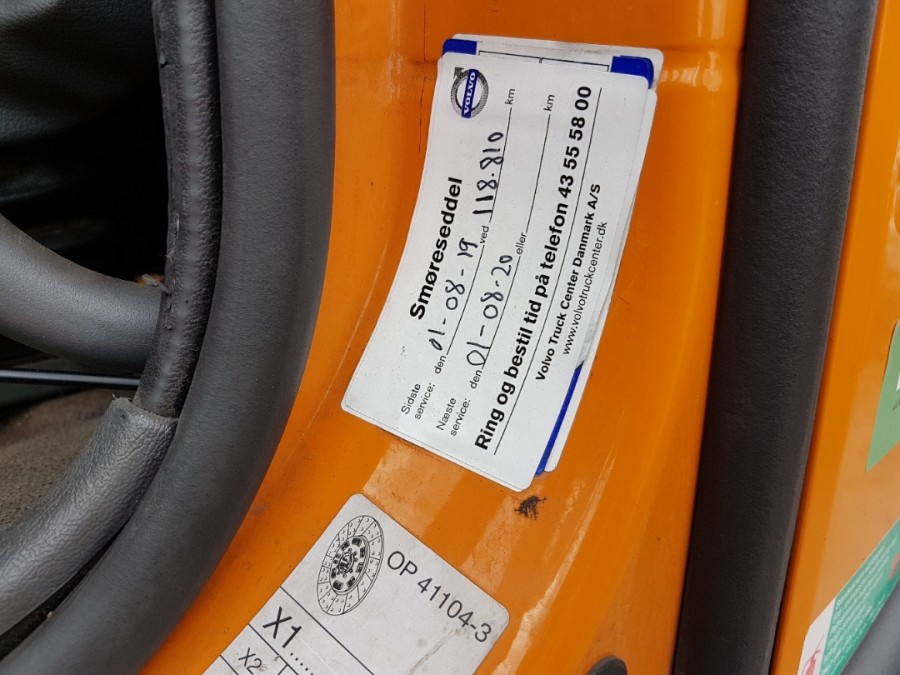 VOLVO
Smøreseddel
Sidste service: den 01-08-19 ved 118.810 km
Næste service: den 01-08-20 eller km
Ring og bestil tid på telefon 43 55 58 00
Volvo Truck Center Danmark A/S
www.volvotruckcenter.dk
OP 41104-3
X1......
X2